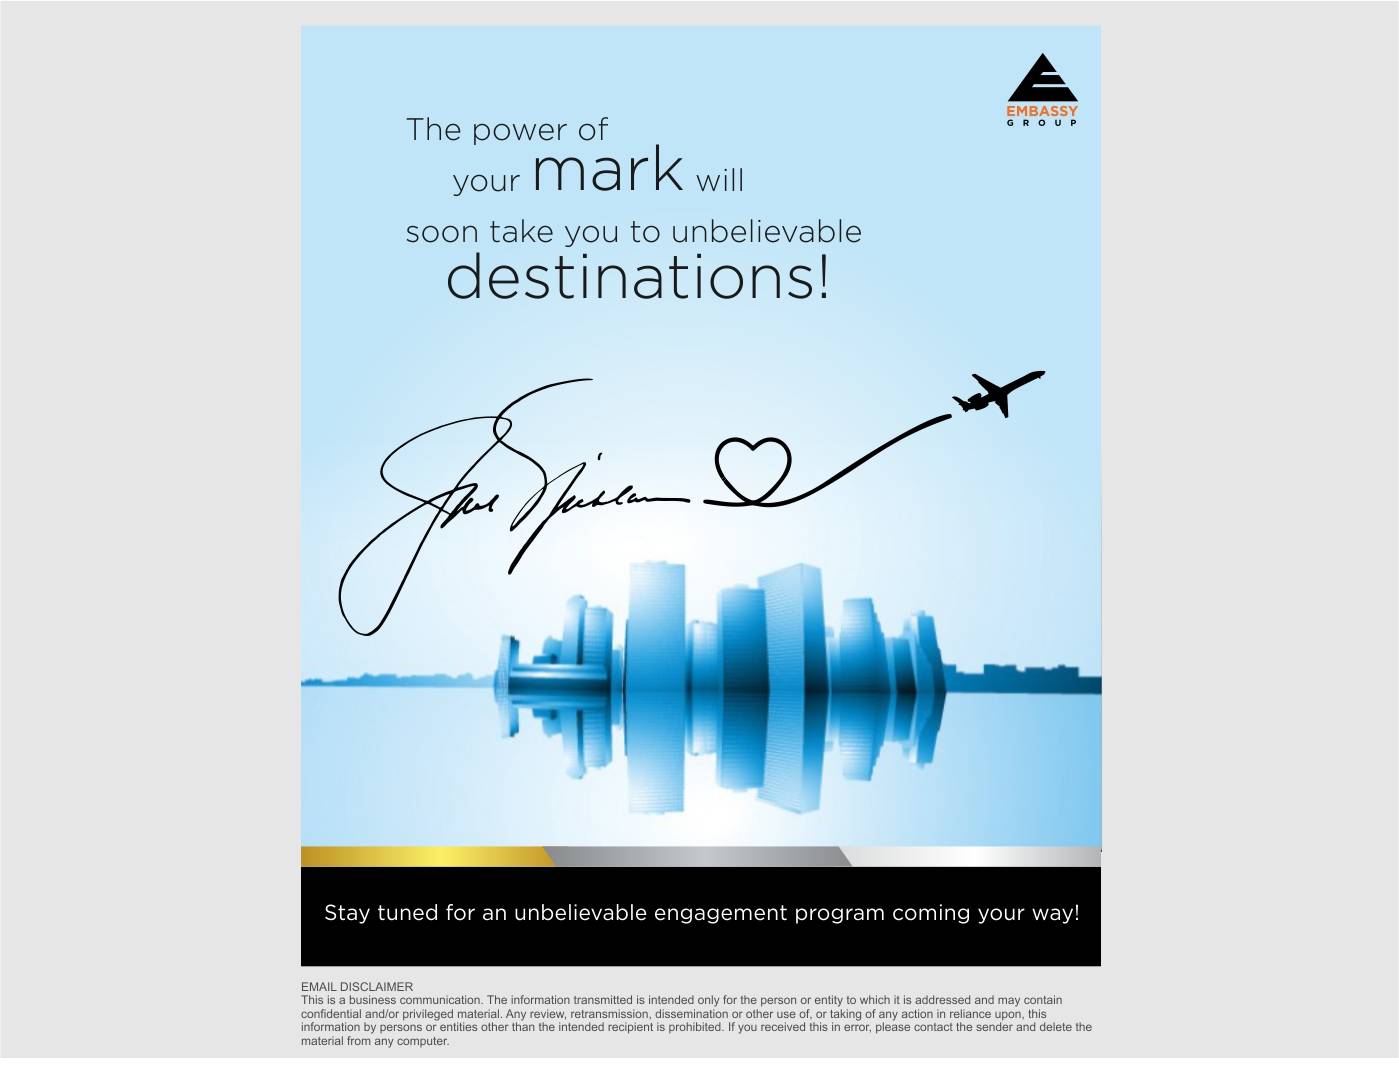 EMBASSY
GROUP
The power of
your mark will
soon take you to unbelievable
destinations!
Stay tuned for an unbelievable engagement program coming your way!
EMAIL DISCLAIMER
This is a business communication. The information transmitted is intended only for the person or entity to which it is addressed and may contain
confidential and/or privileged material. Any review, retransmission, dissemination or other use of, or taking of any action in reliance upon, this
information by persons or entities other than the intended recipient is prohibited. If you received this in error, please contact the sender and delete the
material from any computer.